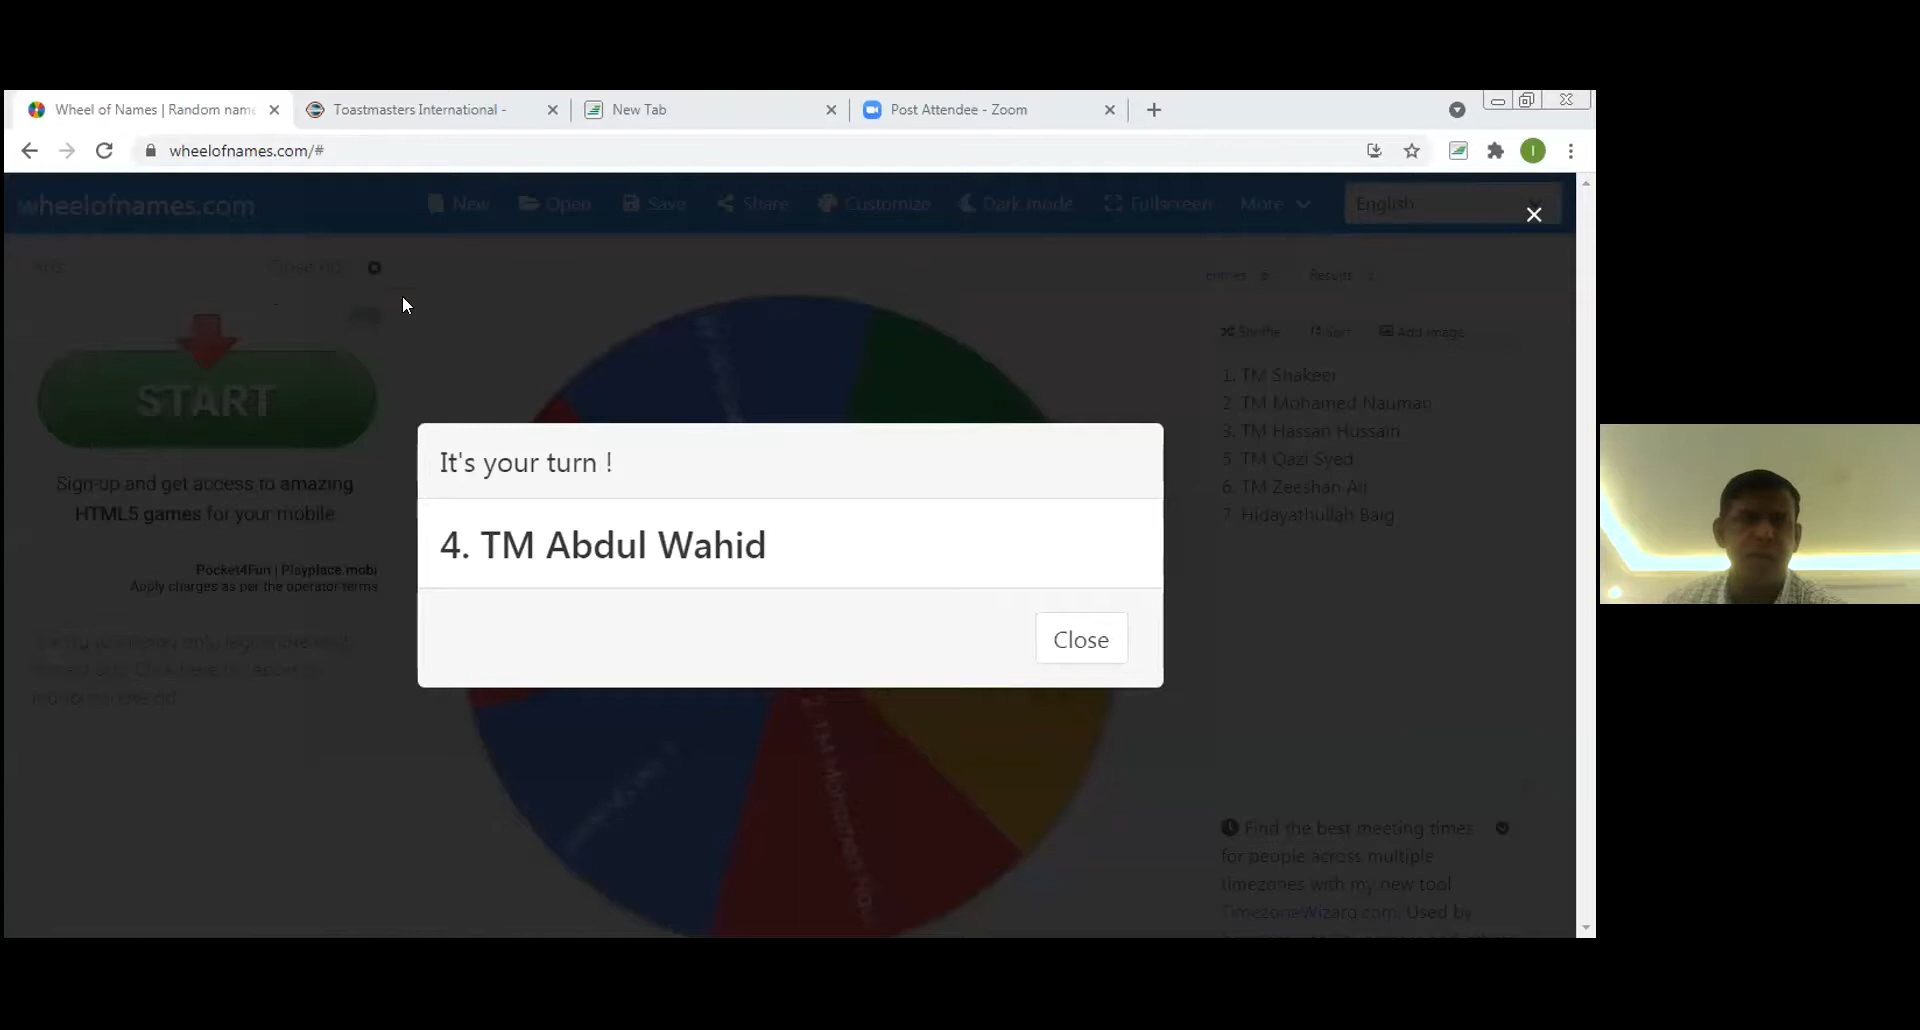 Wheel of Names | Random name
Toastmasters International -
New Tab
Post Attendee - Zoom
wheelofnames.com/#
I
wheelofnames.com
New
Open
Save
Share
Customize
Dark mode
Fullscreen
More
English
Entries 6
Results
Shuffle
Sort
Add image
1. TM Shakeer
2. TM Mohamed Nauman
3. TM Hassan Hussain
5. TM Qazi Syed
6. TM Zeeshan Ali
7. Hidayathullah Baig
START
Sign-up and get access to amazing
HTML5 games for your mobile
Pocket4Fun | Playplace.mobi
Apply charges as per the operator terms
It's your turn !
4. TM Abdul Wahid
Close
Find the best meeting times
for people across multiple
timezones with my new tool
TimezoneWizard.com. Used by